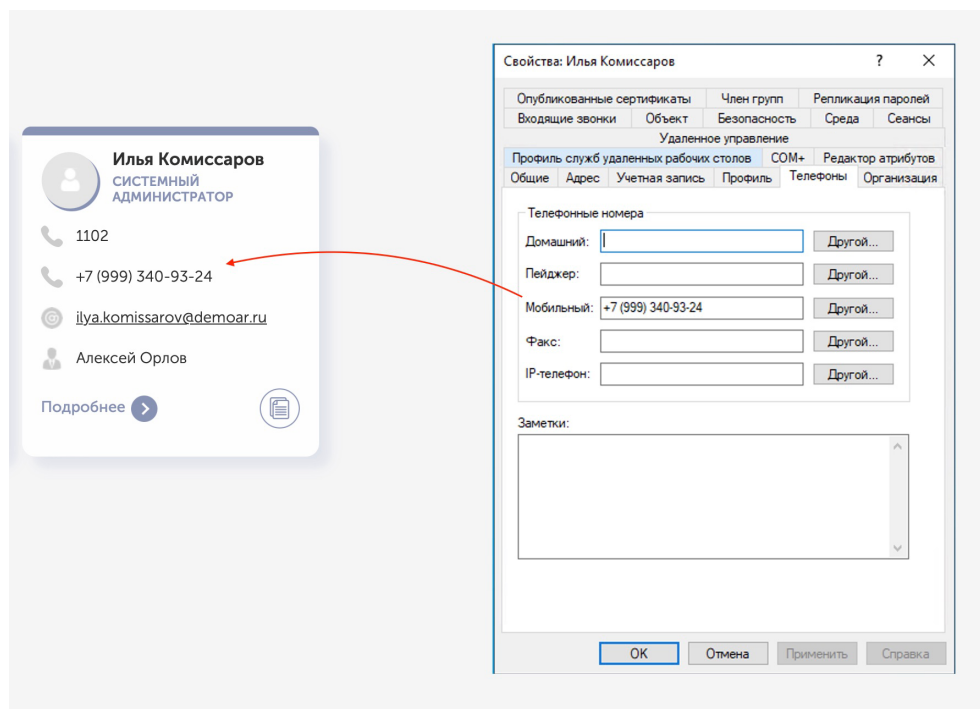 Илья Комиссаров
СИСТЕМНЫЙ
АДМИНИСТРАТОР
1102
+7 (999) 340-93-24
ilya.komissarov@demoar.ru
Алексей Орлов
Подробнее
Свойства: Илья Комиссаров
?
Опубликованные сертификаты Член групп Репликация паролей
Входящие звонки Объект Безопасность Среда Сеансы
Удаленное управление
Профиль служб удаленных рабочих столов COM+ Редактор атрибутов
Общие Адрес Учетная запись Профиль Телефоны Организация
Телефонные номера
Домашний: Другой...
Пейджер: Другой...
Мобильный: +7 (999) 340-93-24 Другой...
Факс: Другой...
IP-телефон: Другой...
Заметки:
OK Отмена Применить Справка